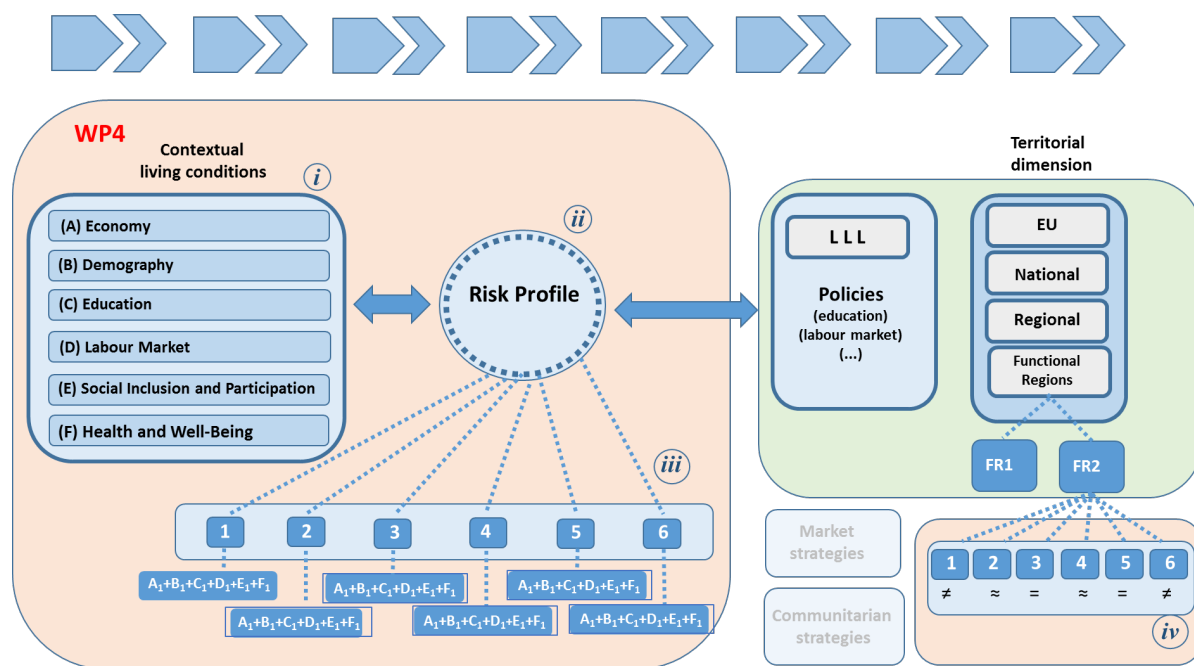 WP4
Contextual
living conditions
i
(A) Economy
(B) Demography
(C) Education
(D) Labour Market
(E) Social Inclusion and Participation
(F) Health and Well-Being
ii
Risk Profile
iii
1 2 3 4 5 6
A₁+B₁+C₁+D₁+E₁+F₁
A₁+B₁+C₁+D₁+E₁+F₁
A₁+B₁+C₁+D₁+E₁+F₁
A₁+B₁+C₁+D₁+E₁+F₁
A₁+B₁+C₁+D₁+E₁+F₁
A₁+B₁+C₁+D₁+E₁+F₁
L L L
Policies
(education)
(labour market)
(...)
Territorial
dimension
EU
National
Regional
Functional
Regions
FR1
FR2
Market
strategies
Communitarian
strategies
1 2 3 4 5 6
≠ ≈ = ≈ = ≠
iv